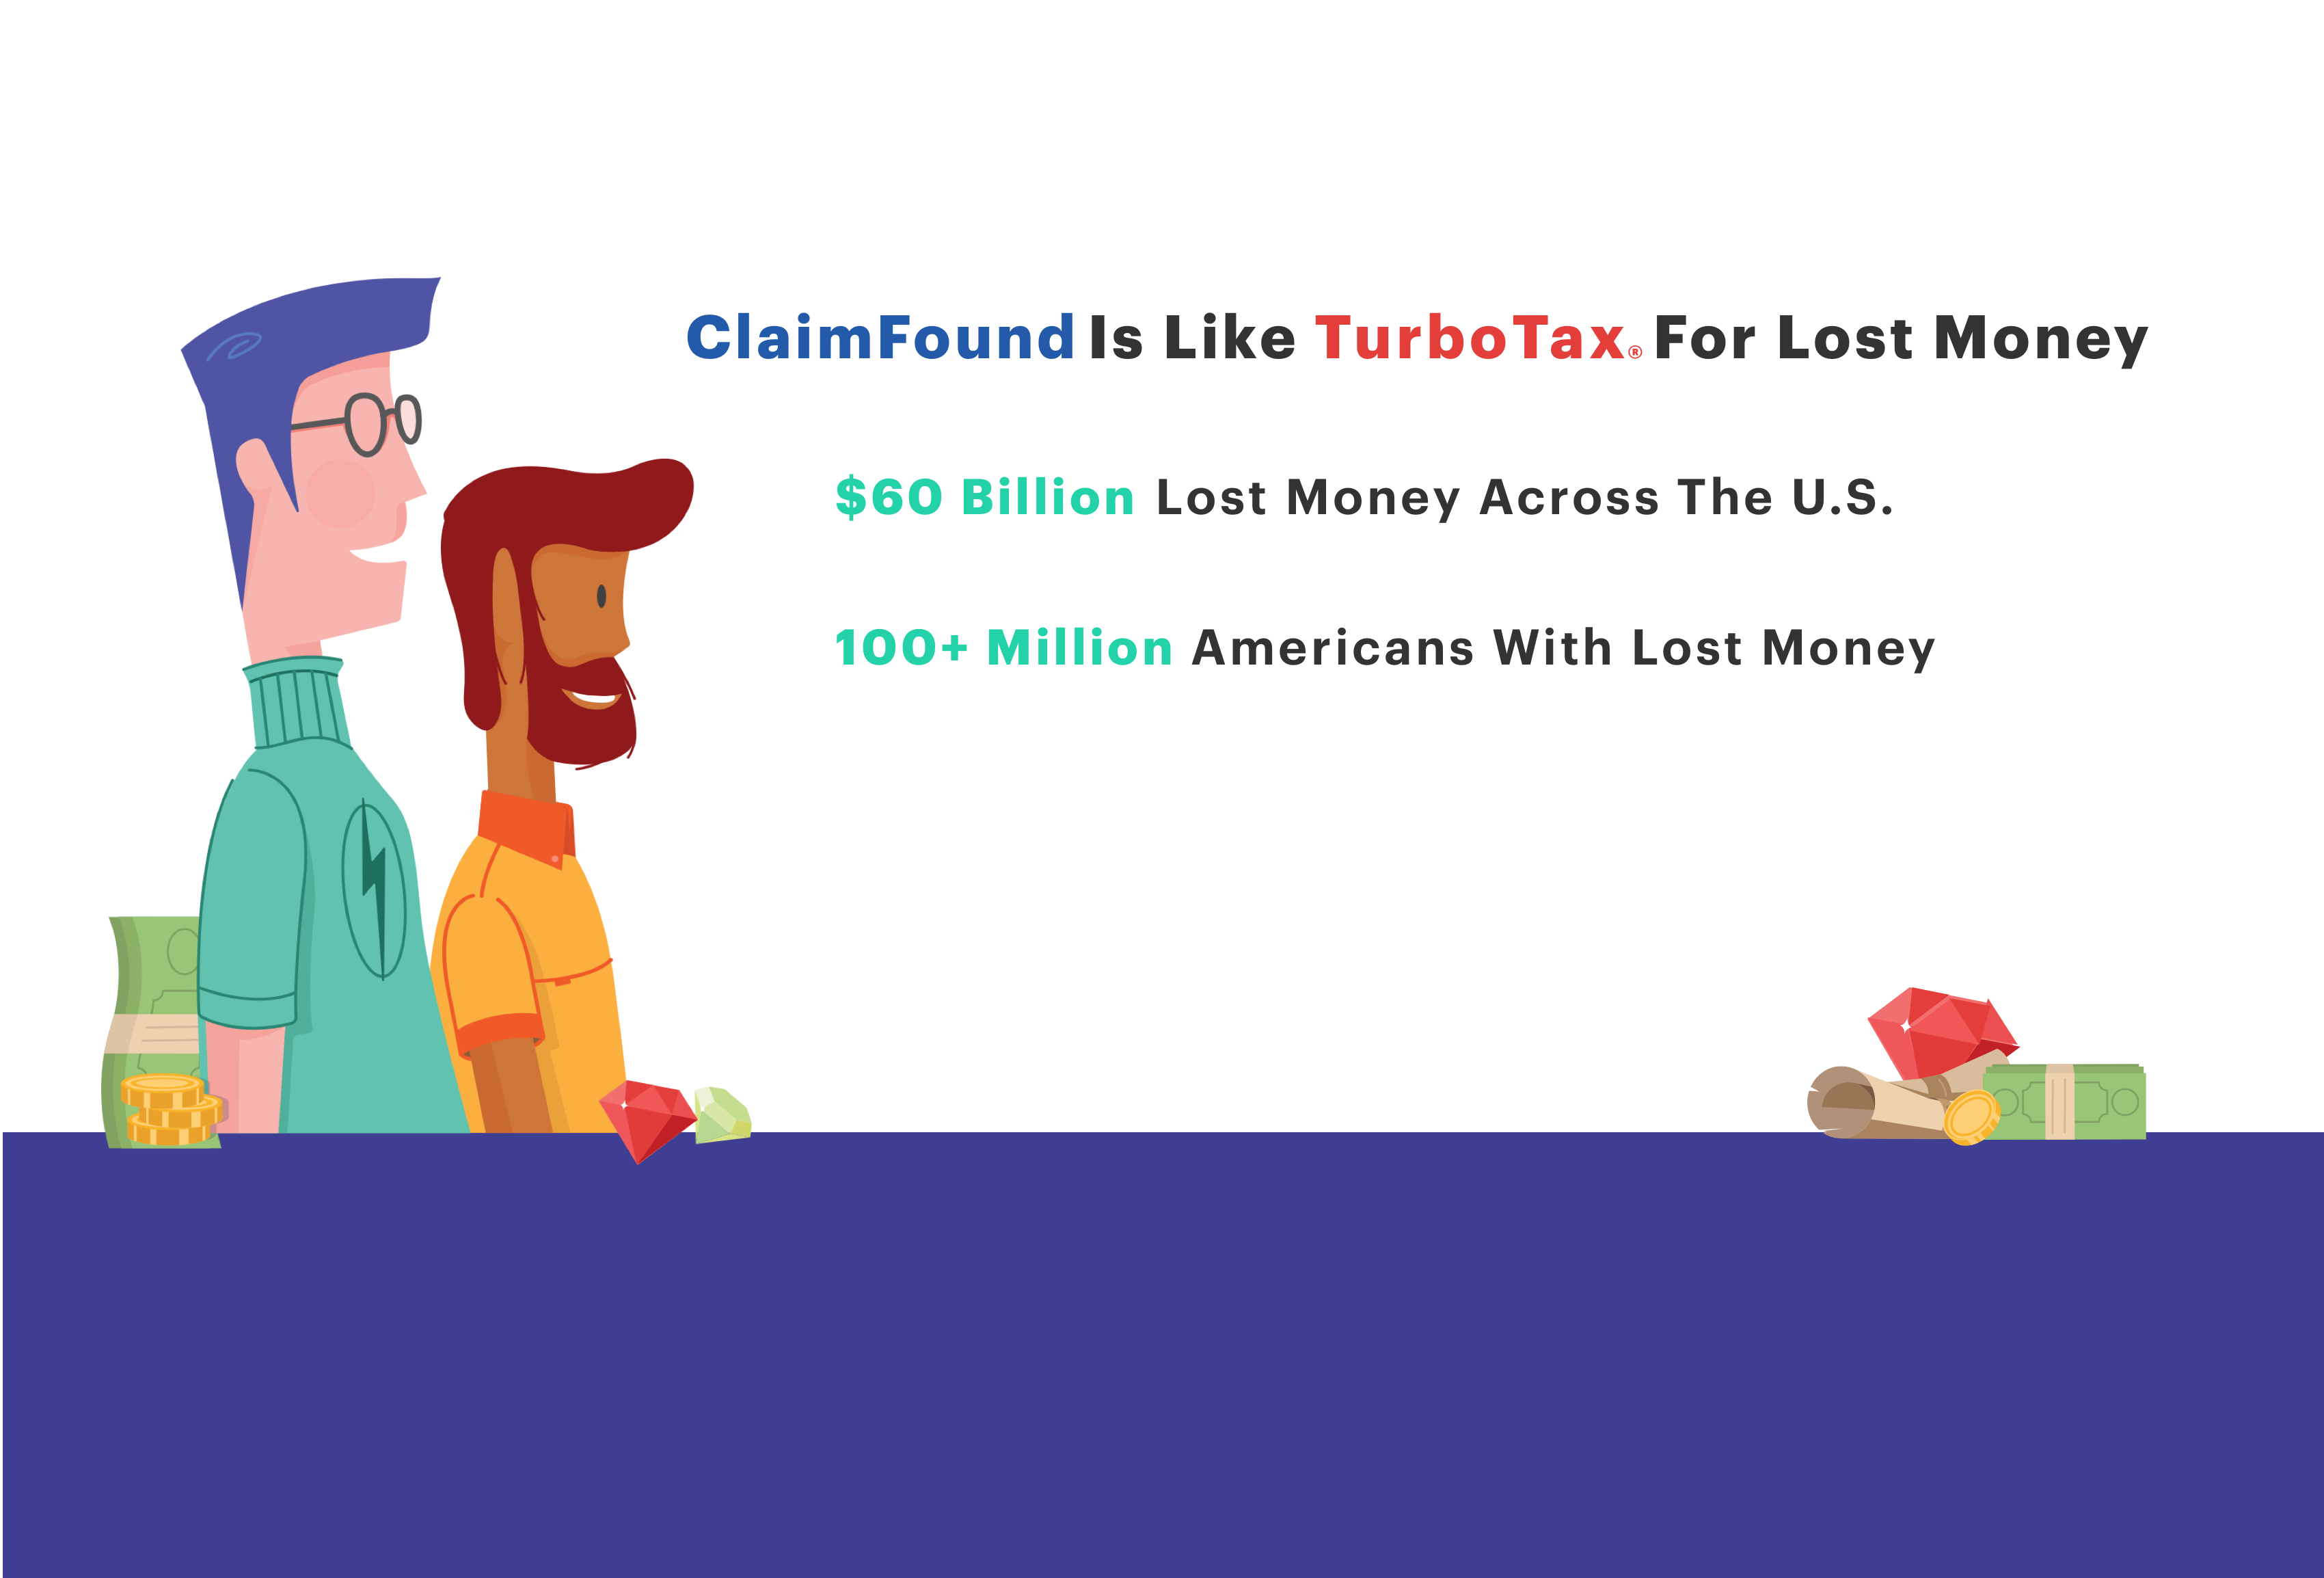 ClaimFound Is Like TurboTax® For Lost Money
$60 Billion Lost Money Across The U.S.
100+ Million Americans With Lost Money